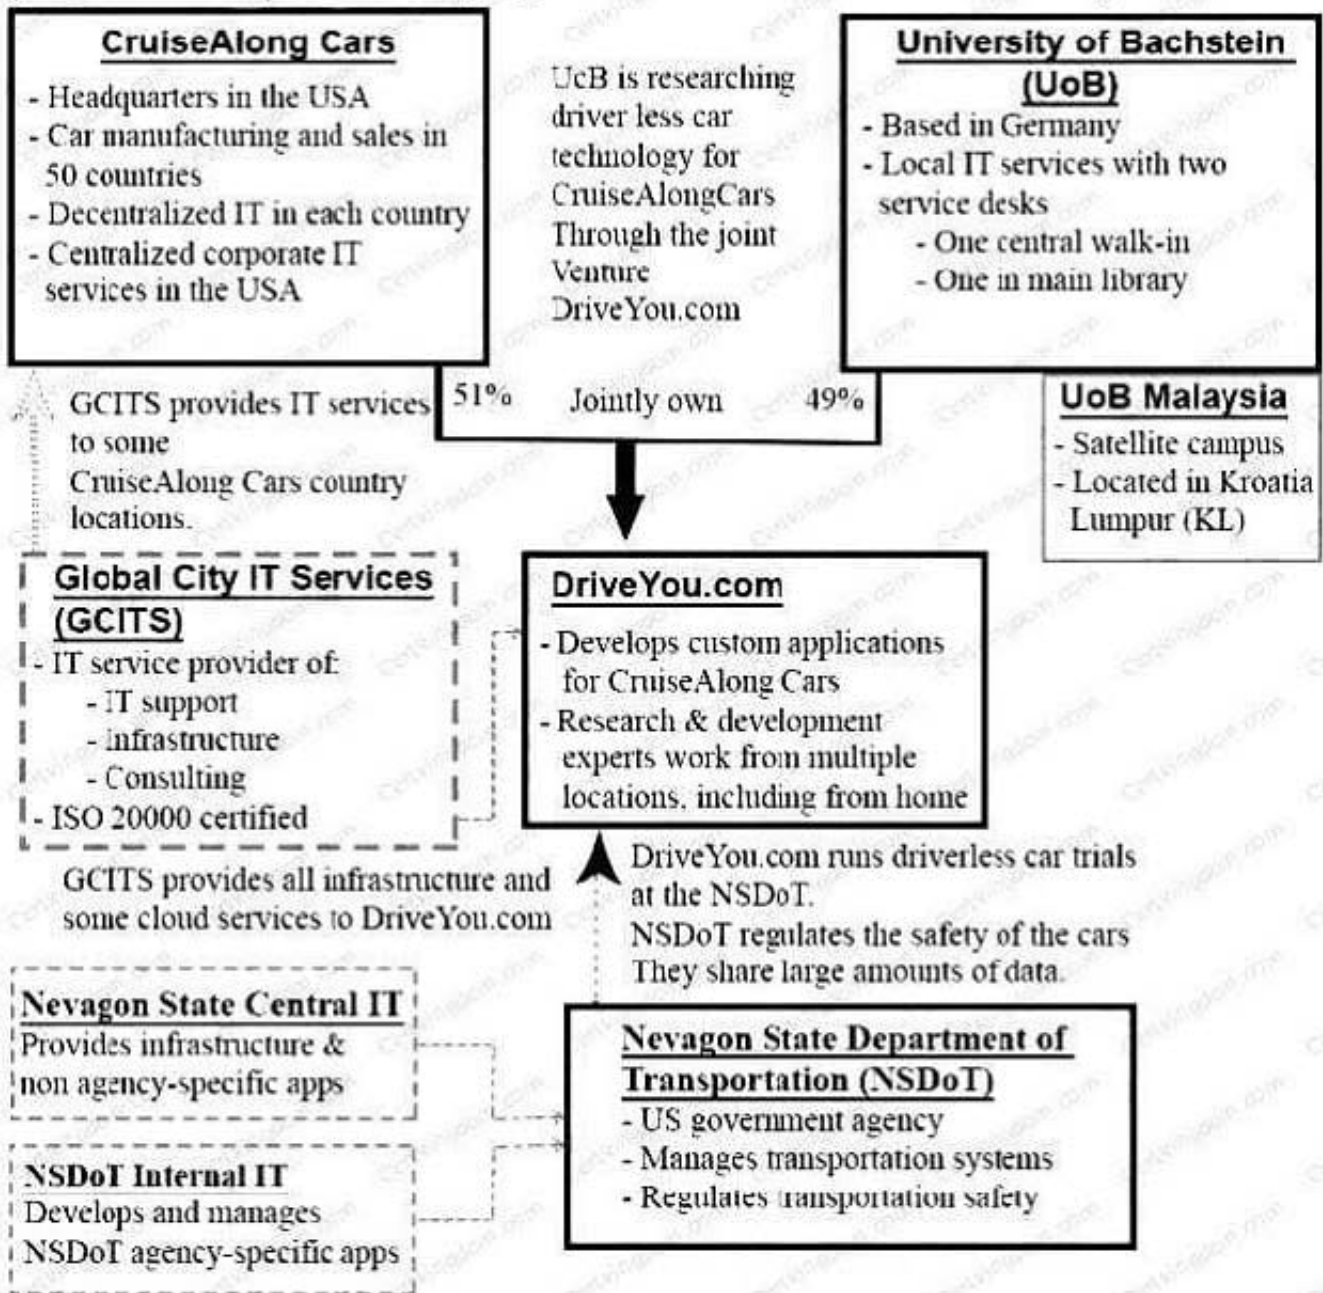 CruiseAlong Cars
- Headquarters in the USA
- Car manufacturing and sales in
50 countries
- Decentralized IT in each country
- Centralized corporate IT
services in the USA
UcB is researching
driver less car
technology for
CruiseAlongCars
Through the joint
Venture
DriveYou.com
University of Bachstein
(UoB)
- Based in Germany
- Local IT services with two
service desks
- One central walk-in
- One in main library
51% Jointly own 49%
UoB Malaysia
- Satellite campus
- Located in Kroatia
Lumpur (KL)
GCITS provides IT services
to some
CruiseAlong Cars country
locations.
Global City IT Services
(GCITS)
- IT service provider of:
- IT support
- Infrastructure
- Consulting
- ISO 20000 certified
DriveYou.com
- Develops custom applications
for CruiseAlong Cars
- Research & development
experts work from multiple
locations, including from home
GCITS provides all infrastructure and
some cloud services to DriveYou.com
DriveYou.com runs driverless car trials
at the NSDoT.
NSDoT regulates the safety of the cars
They share large amounts of data.
Nevagon State Central IT
Provides infrastructure &
non agency-specific apps
NSDoT Internal IT
Develops and manages
NSDoT agency-specific apps
Nevagon State Department of
Transportation (NSDoT)
- US government agency
- Manages transportation systems
- Regulates transportation safety